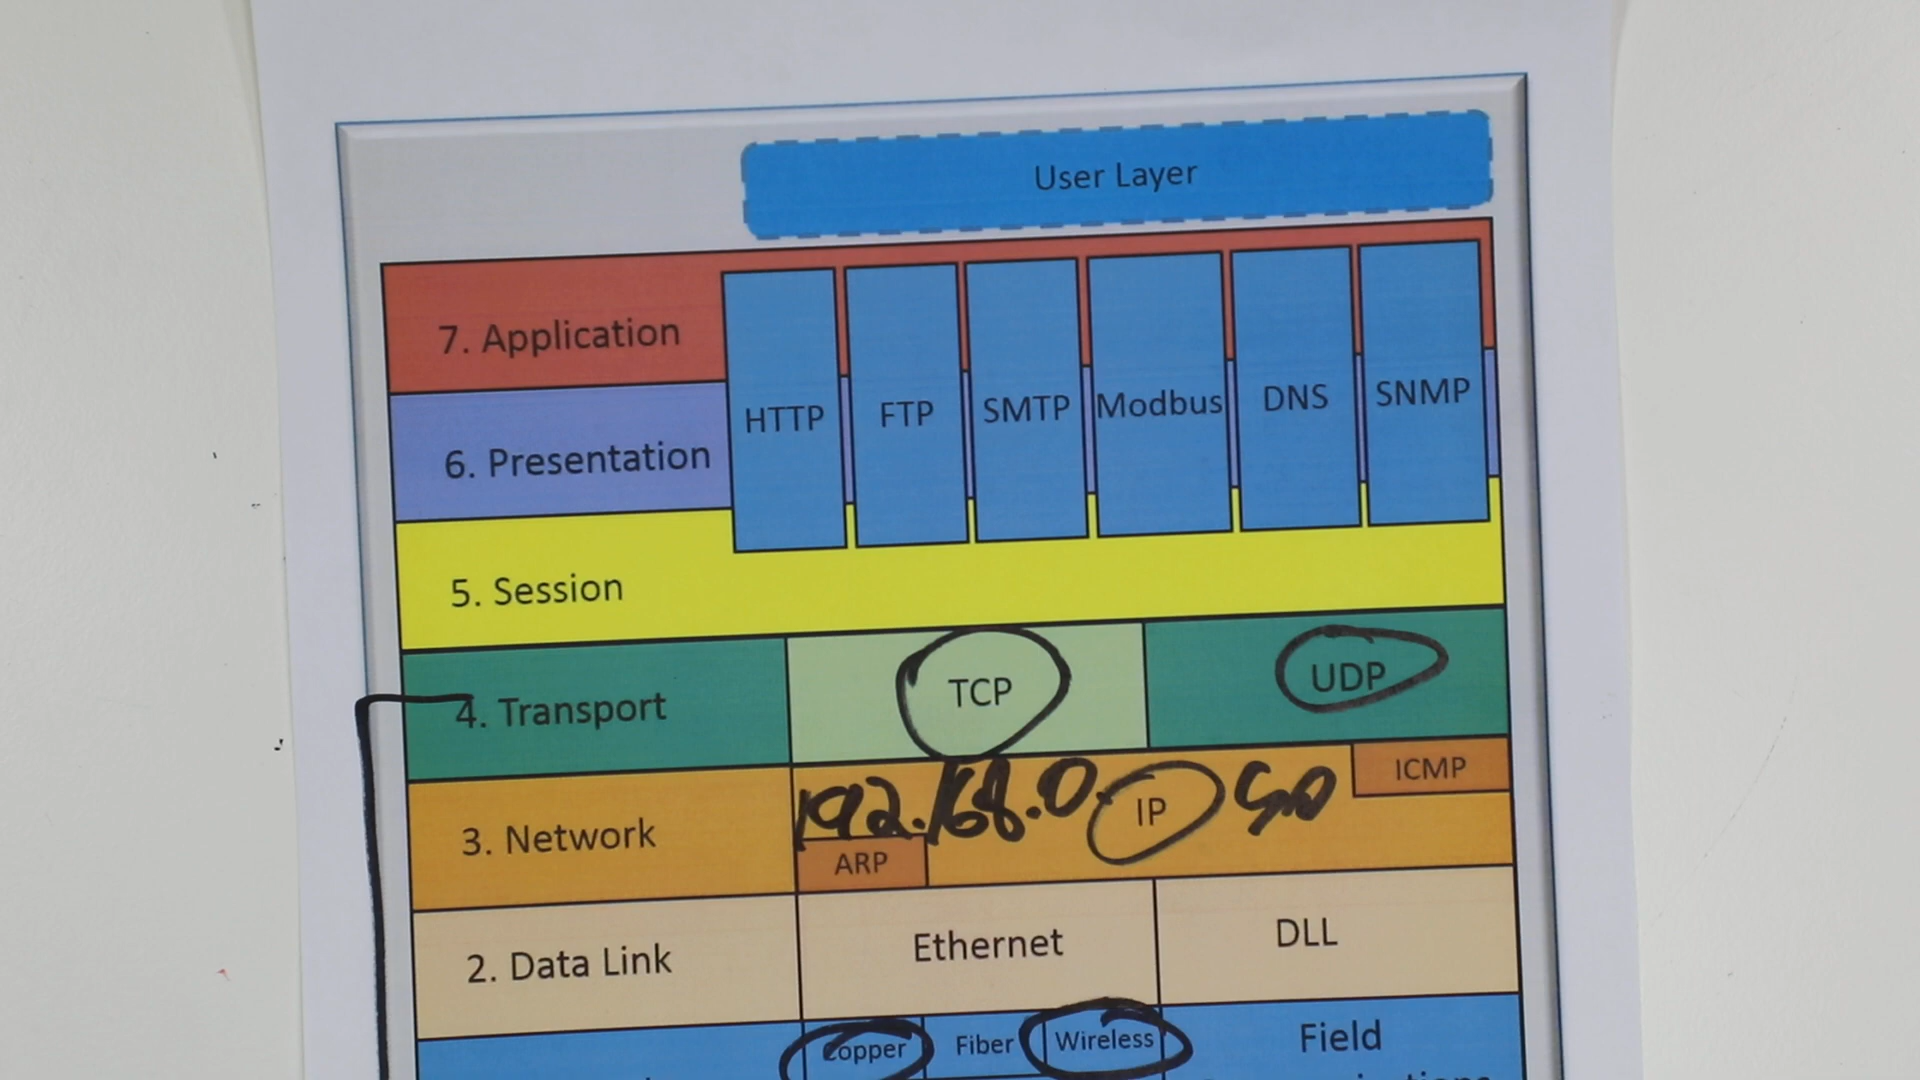 User Layer
7. Application
HTTP FTP SMTP Modbus DNS SNMP
6. Presentation
5. Session
4. Transport TCP UDP
ICMP
3. Network 192.168.0. IP 50
ARP
2. Data Link Ethernet DLL
Copper Fiber Wireless Field